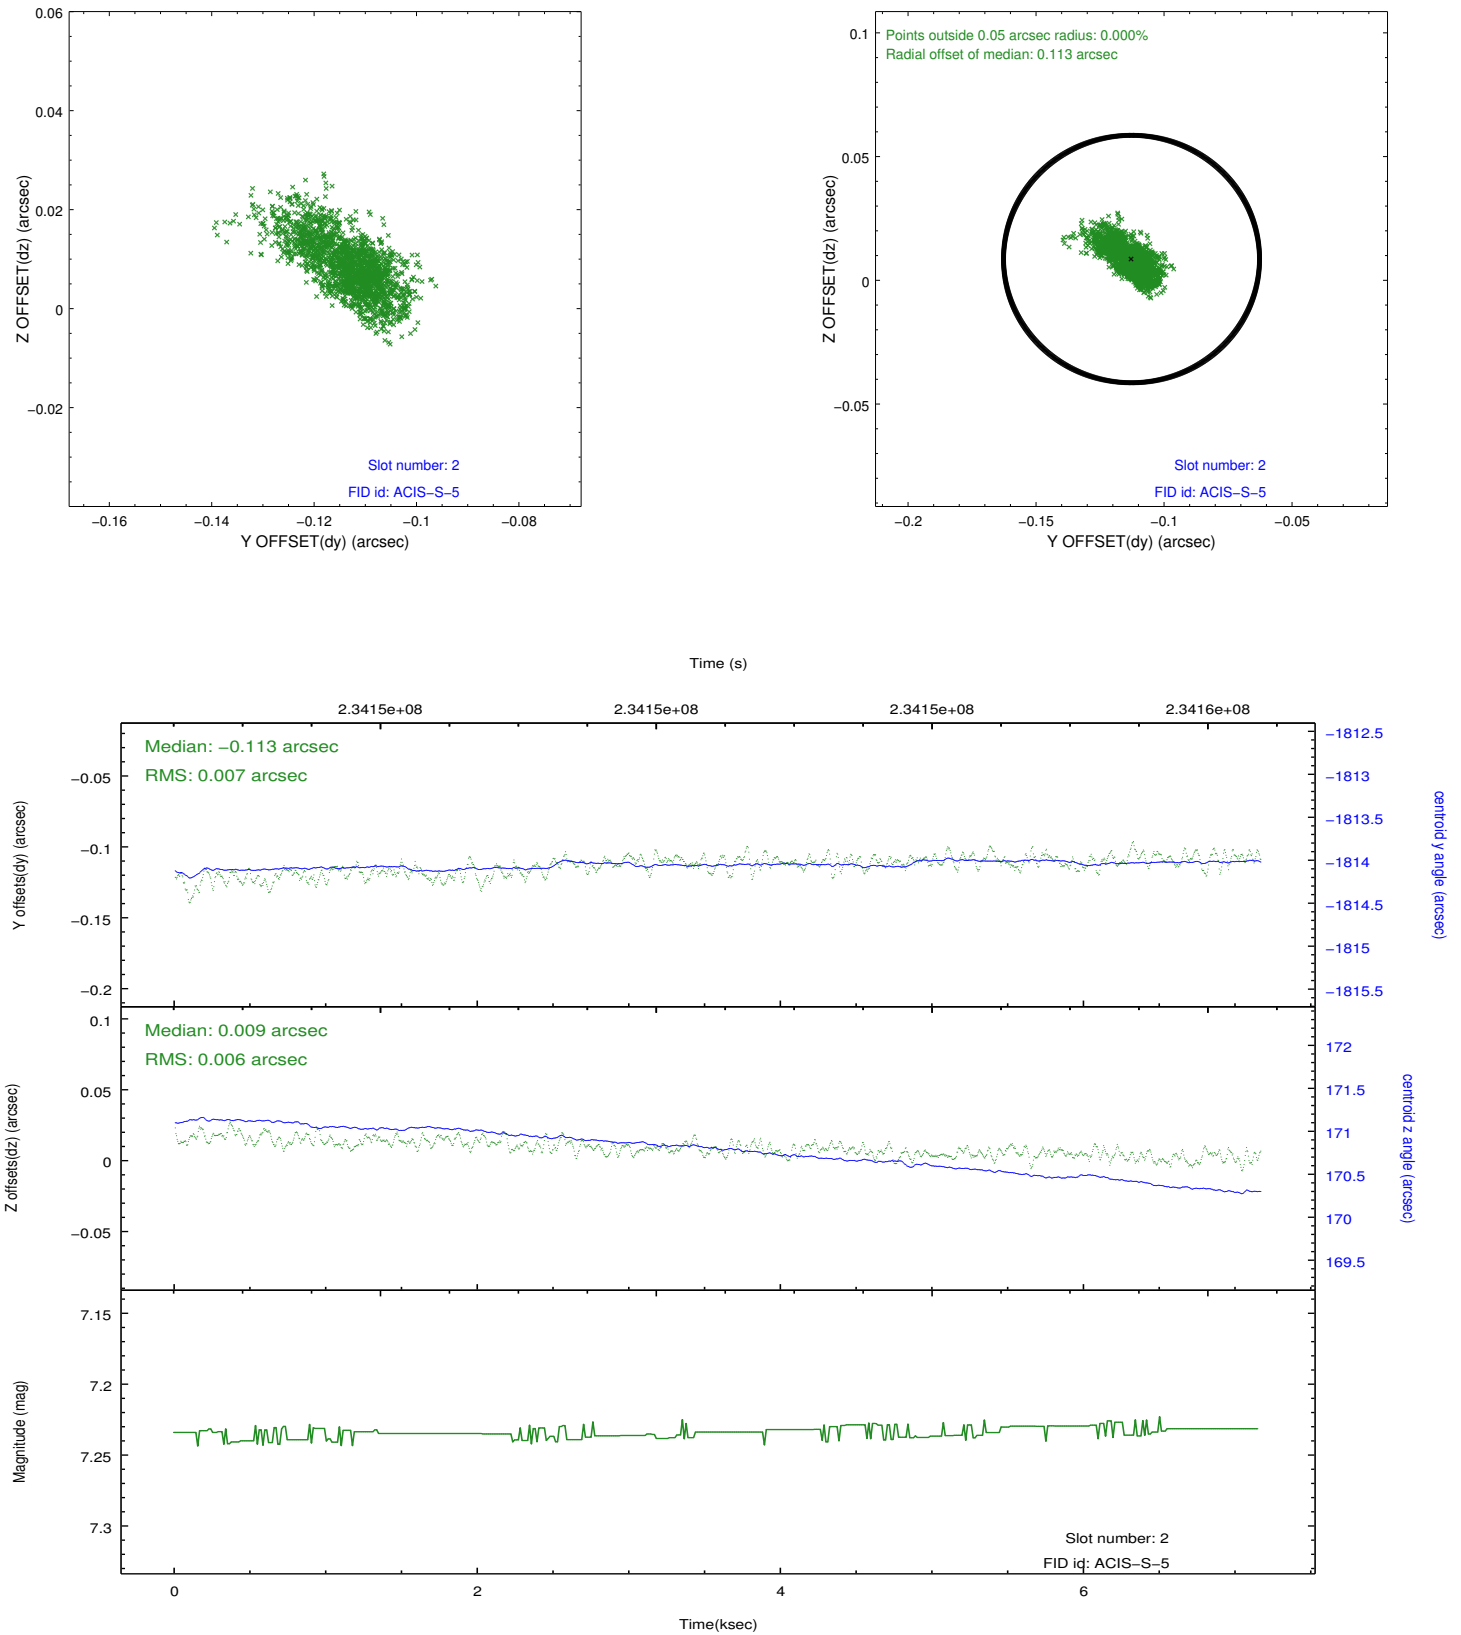 0.06
0.04
0.02
0
−0.02
Z OFFSET(dz) (arcsec)
Slot number: 2
FID id: ACIS−S−5
−0.16
−0.14
−0.12
−0.1
−0.08
Y OFFSET(dy) (arcsec)
Points outside 0.05 arcsec radius: 0.000%
Radial offset of median: 0.113 arcsec
0.1
0.05
0
−0.05
Z OFFSET(dz) (arcsec)
Slot number: 2
FID id: ACIS−S−5
−0.2
−0.15
−0.1
−0.05
Y OFFSET(dy) (arcsec)
Time (s)
2.3415e+08
2.3415e+08
2.3415e+08
2.3416e+08
Median: −0.113 arcsec
RMS: 0.007 arcsec
−0.05
−0.1
−0.15
−0.2
Y offsets(dy) (arcsec)
−1812.5
−1813
−1813.5
−1814
−1814.5
−1815
−1815.5
centroid y angle (arcsec)
Median: 0.009 arcsec
RMS: 0.006 arcsec
0.1
0.05
0
−0.05
Z offsets(dz) (arcsec)
172
171.5
171
170.5
170
169.5
centroid z angle (arcsec)
7.15
7.2
7.25
7.3
Magnitude (mag)
Slot number: 2
FID id: ACIS−S−5
0
2
4
6
Time(ksec)